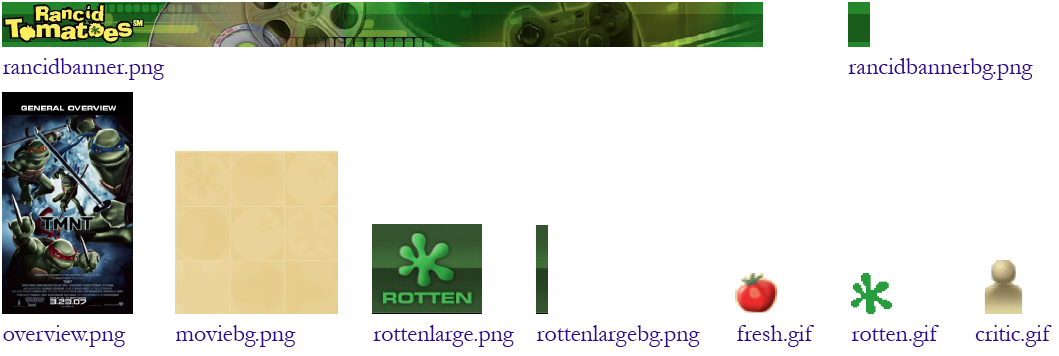 Rancid
TomatoesSM
rancidbanner.png
rancidbannerbg.png
GENERAL OVERVIEW
TMNT
3.23.07
ROTTEN
overview.png
moviebg.png
rottenlarge.png
rottenlargebg.png
fresh.gif
rotten.gif
critic.gif